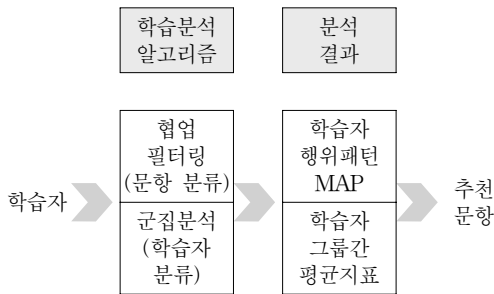 학습분석
알고리즘
분석
결과
학습자
협업
필터링
(문항 분류)
군집분석
(학습자
분류)
학습자
행위패턴
MAP
학습자
그룹간
평균지표
추천
문항